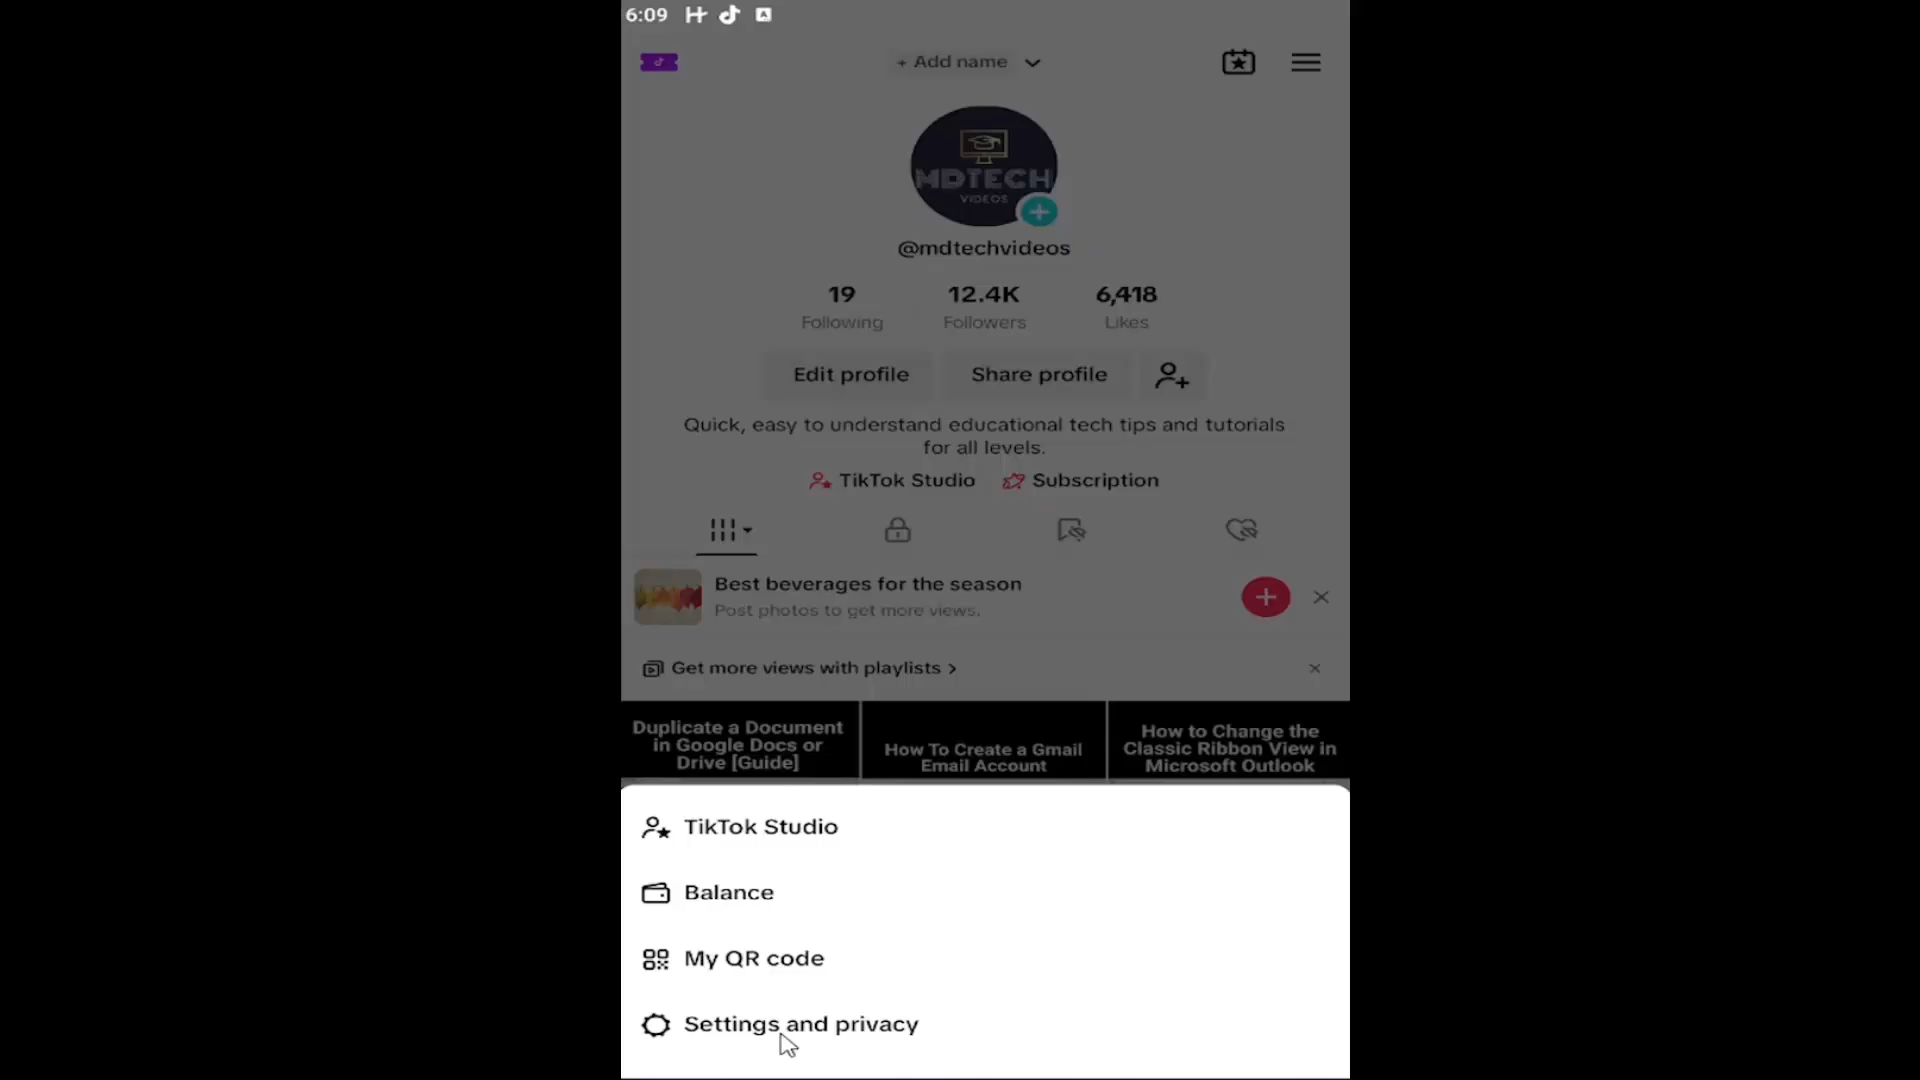 6:09
+ Add name
MDTECH
VIDEOS
@mdtechvideos
19 12.4K 6,418
Following Followers Likes
Edit profile Share profile
Quick, easy to understand educational tech tips and tutorials
for all levels.
TikTok Studio Subscription
Best beverages for the season
Post photos to get more views.
Get more views with playlists >
Duplicate a Document
in Google Docs or
Drive [Guide]
How To Create a Gmail
Email Account
How to Change the
Classic Ribbon View in
Microsoft Outlook
TikTok Studio
Balance
My QR code
Settings and privacy